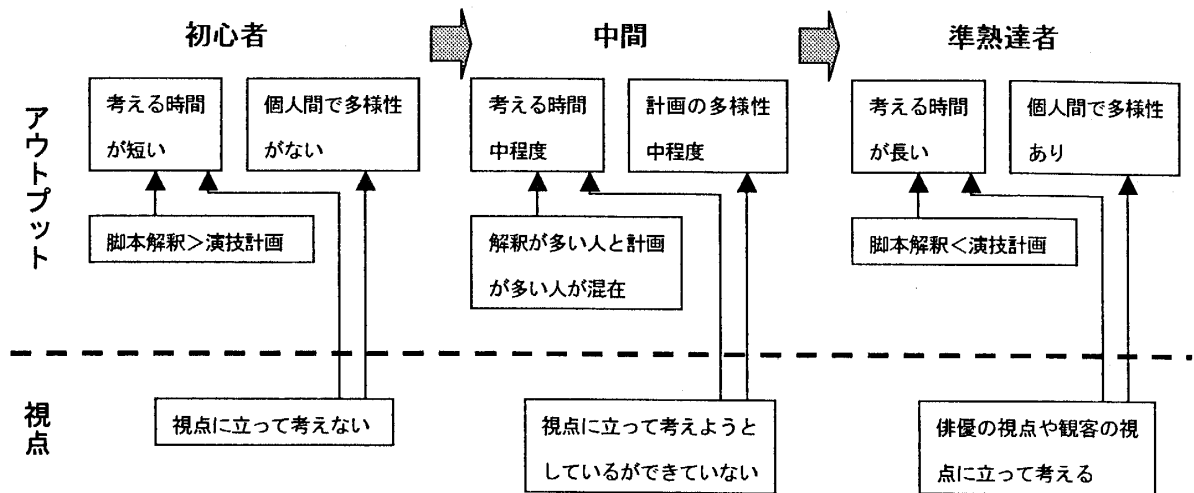 初心者
中間
準熟達者
アウトプット
考える時間
が短い
個人間で多様性
がない
脚本解釈＞演技計画
考える時間
中程度
計画の多様性
中程度
解釈が多い人と計画
が多い人が混在
考える時間
が長い
個人間で多様性
あり
脚本解釈＜演技計画
視点
視点に立って考えない
視点に立って考えようと
しているができていない
俳優の視点や観客の視
点に立って考える